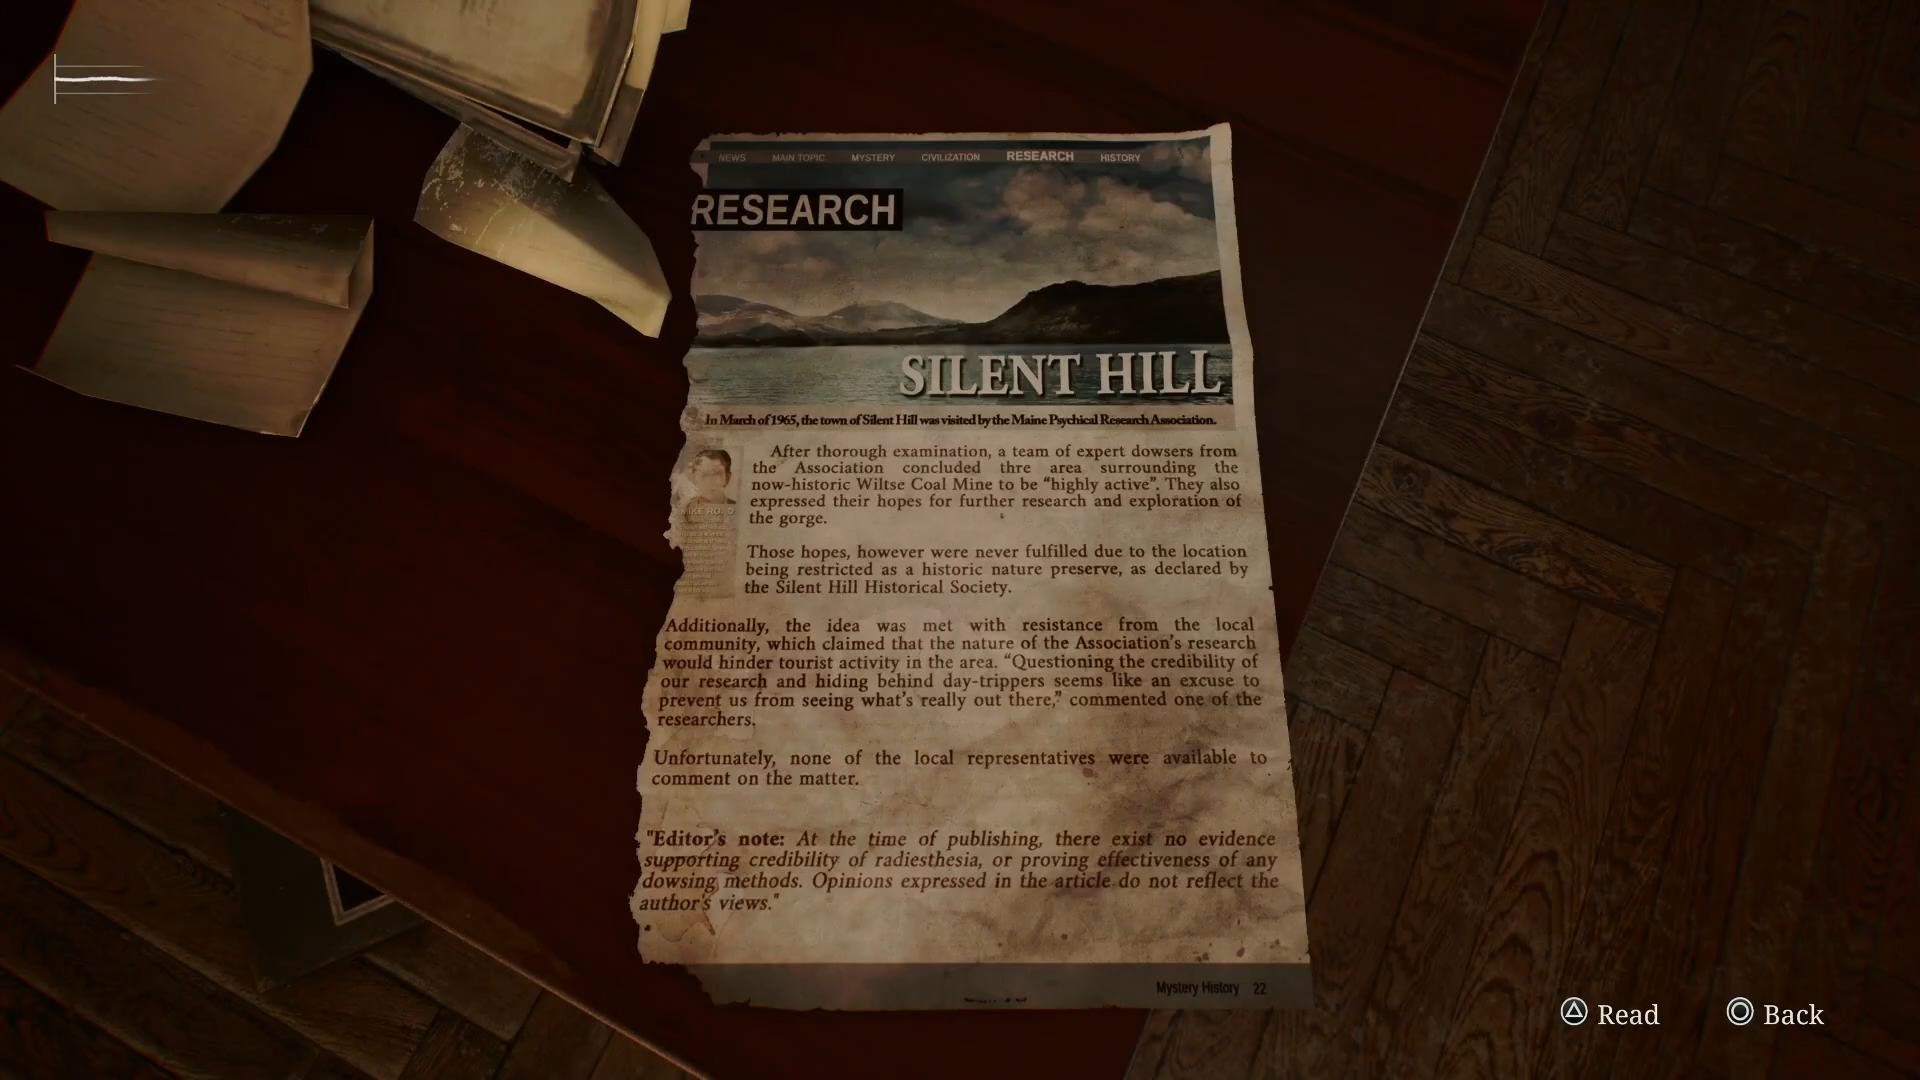 NEWS MAIN TOPIC MYSTERY CIVILIZATION RESEARCH HISTORY
RESEARCH
SILENT HILL
In March of 1965, the town of Silent Hill was visited by the Maine Psychical Research Association.
After thorough examination, a team of expert dowsers from
the Association concluded thre area surrounding the
now-historic Wiltse Coal Mine to be “highly active”. They also
expressed their hopes for further research and exploration of
the gorge.
Those hopes, however were never fulfilled due to the location
being restricted as a historic nature preserve, as declared by
the Silent Hill Historical Society.
Additionally, the idea was met with resistance from the local
community, which claimed that the nature of the Association's research
would hinder tourist activity in the area. “Questioning the credibility of
our research and hiding behind day-trippers seems like an excuse to
prevent us from seeing what's really out there,” commented one of the
researchers.
Unfortunately, none of the local representatives were available to
comment on the matter.
"Editor's note: At the time of publishing, there exist no evidence
supporting credibility of radiesthesia, or proving effectiveness of any
dowsing methods. Opinions expressed in the article do not reflect the
author's views."
Mystery History 22
Read Back